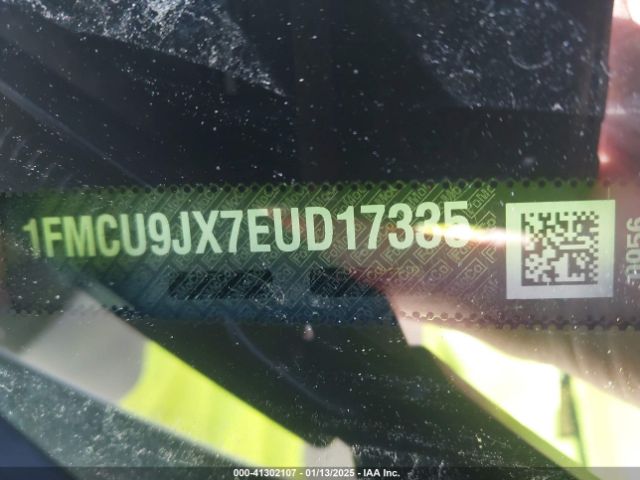 1FMCU9JX7EUD17335
000-41302107 - 01/13/2025 - IAA Inc.